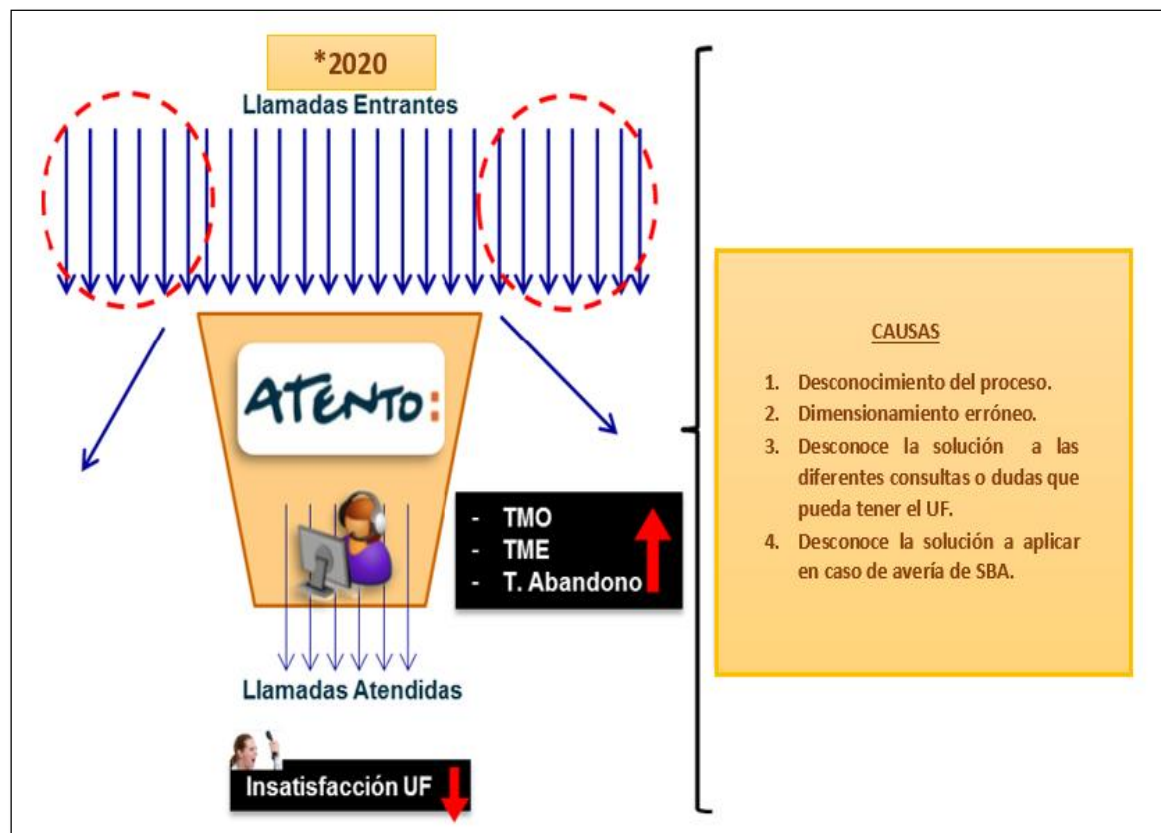 *2020
Llamadas Entrantes
ATENTO:
- TMO
- TME
- T. Abandono
Llamadas Atendidas
Insatisfacción UF
CAUSAS
1. Desconocimiento del proceso.
2. Dimensionamiento erróneo.
3. Desconoce la solución a las
diferentes consultas o dudas que
pueda tener el UF.
4. Desconoce la solución a aplicar
en caso de avería de SBA.